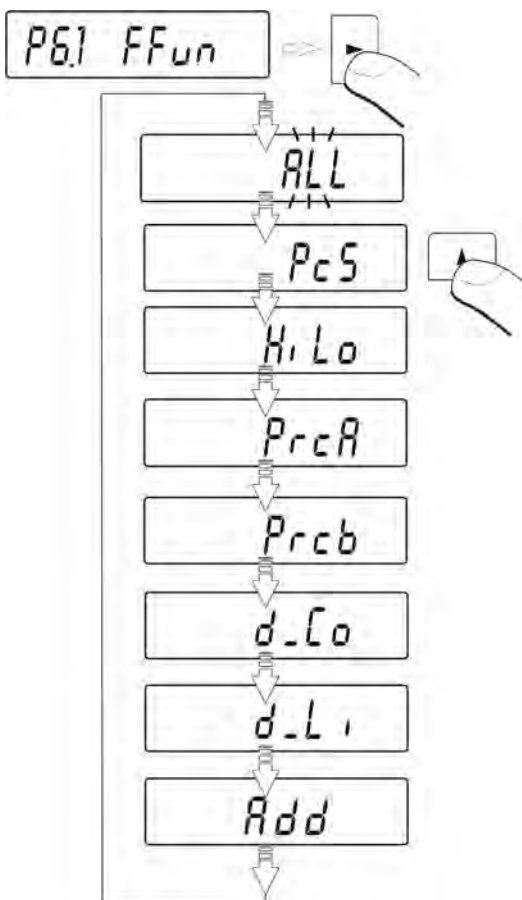 P6.1 FFun
ALL
PcS
HiLo
PrcA
Prcb
d_Co
d_Li
Add